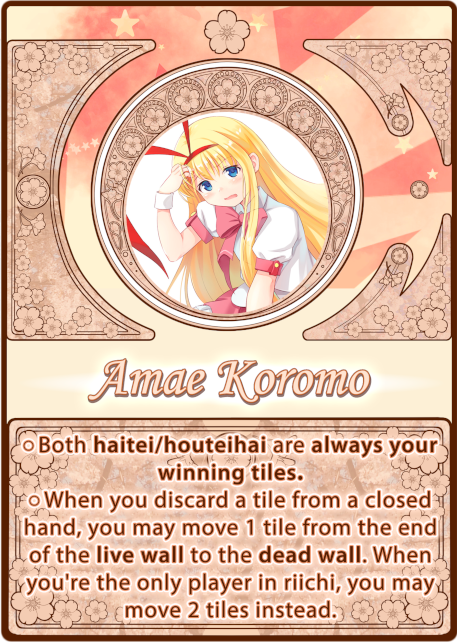 Amae Koromo
○Both haitei/houteihai are always your
winning tiles.
○When you discard a tile from a closed
hand, you may move 1 tile from the end
of the live wall to the dead wall. When
you're the only player in riichi, you may
move 2 tiles instead.